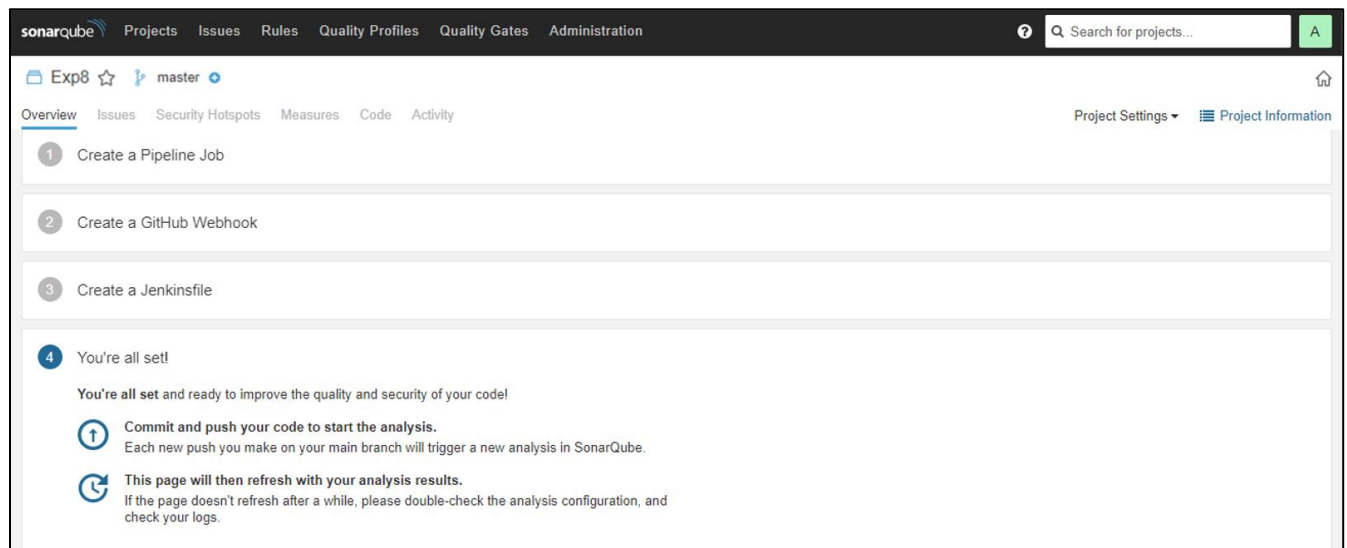 sonarqube Projects Issues Rules Quality Profiles Quality Gates Administration ? Search for projects... A
Exp8 master
Overview Issues Security Hotspots Measures Code Activity Project Settings Project Information
1 Create a Pipeline Job
2 Create a GitHub Webhook
3 Create a Jenkinsfile
4 You're all set!
You're all set and ready to improve the quality and security of your code!
Commit and push your code to start the analysis.
Each new push you make on your main branch will trigger a new analysis in SonarQube.
This page will then refresh with your analysis results.
If the page doesn't refresh after a while, please double-check the analysis configuration, and
check your logs.